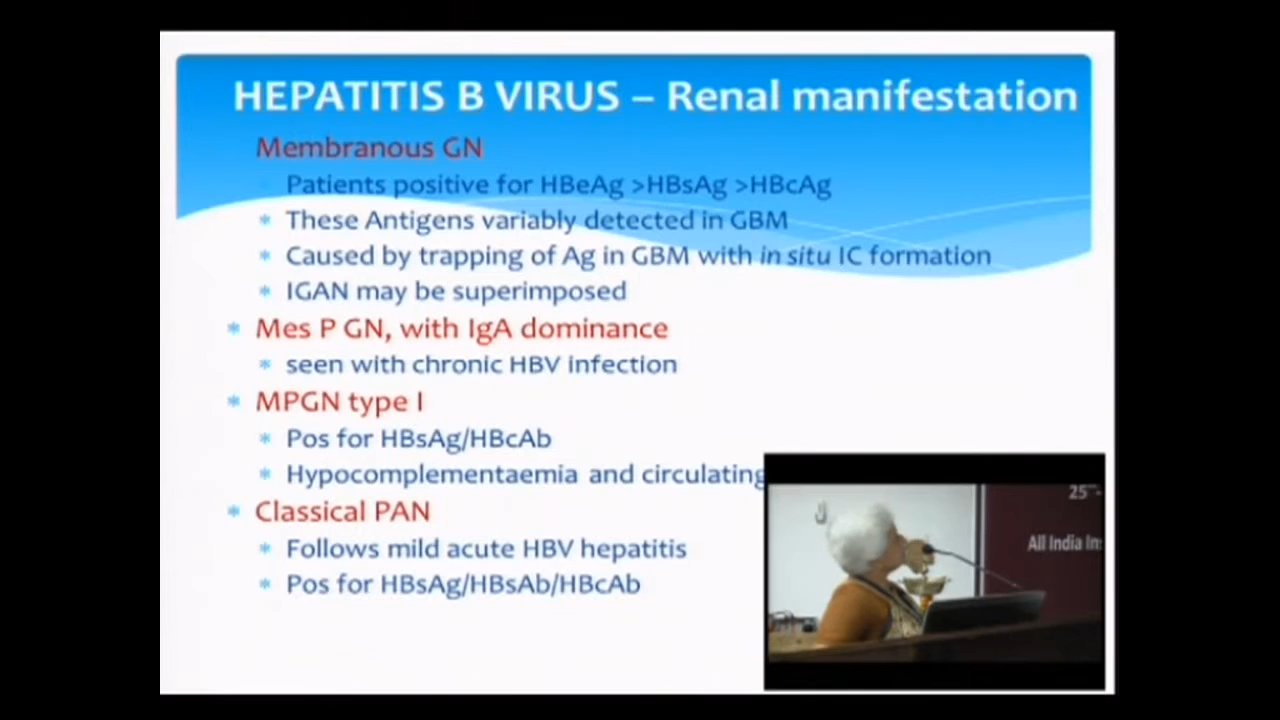 HEPATITIS B VIRUS – Renal manifestation
Membranous GN
Patients positive for HBeAg >HBsAg >HBcAg
* These Antigens variably detected in GBM
* Caused by trapping of Ag in GBM with in situ IC formation
* IGAN may be superimposed
* Mes P GN, with IgA dominance
* seen with chronic HBV infection
* MPGN type I
* Pos for HBsAg/HBcAb
* Hypocomplementaemia and circulating
* Classical PAN
* Follows mild acute HBV hepatitis
* Pos for HBsAg/HBsAb/HBcAb
25
All India Ins